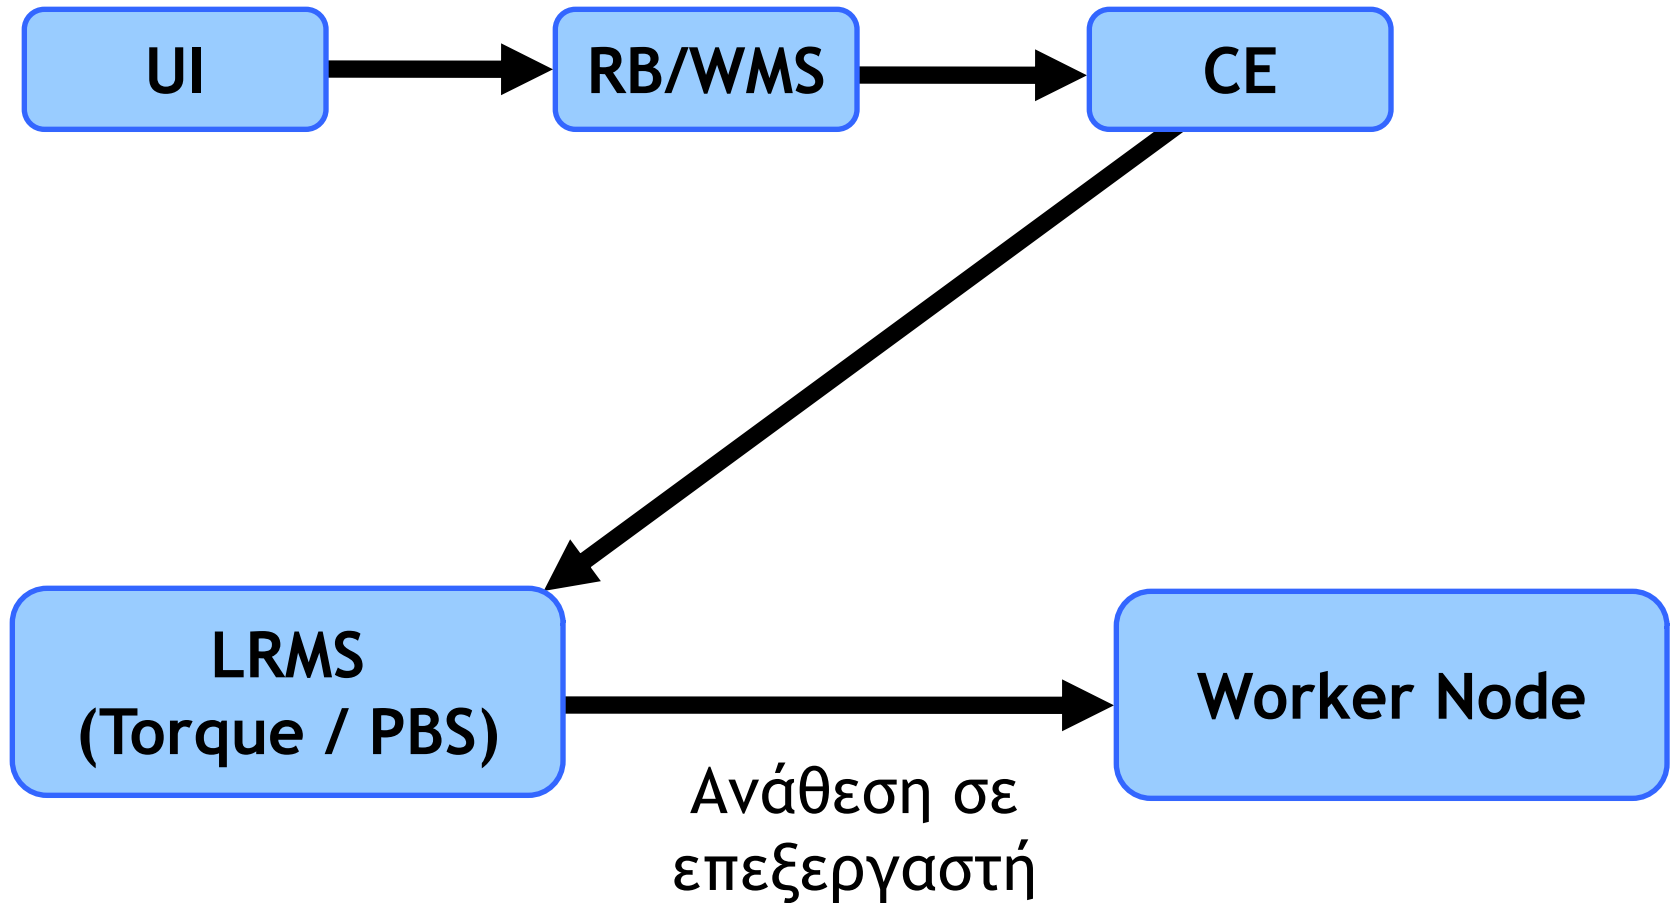 UI
RB/WMS
CE
LRMS
(Torque / PBS)
Worker Node
Ανάθεση σε
επεξεργαστή